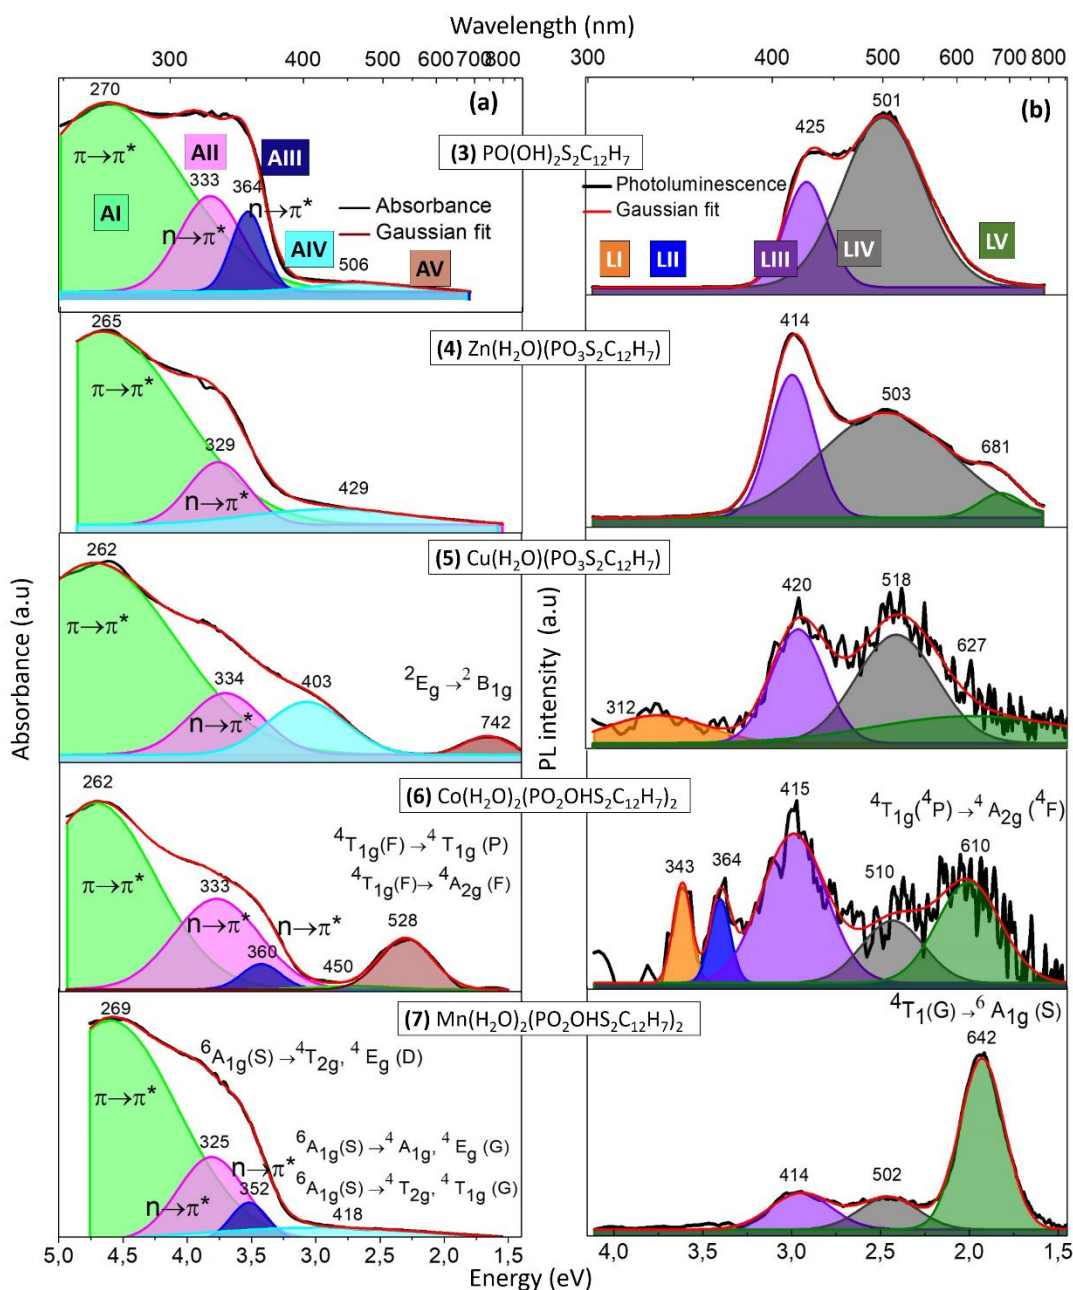 Wavelength (nm)
300 400 500 600 700 800
300 400 500 600 700 800
(a)
270
π→π*
AI
AII
333
n→π*
AIII
364
n→π*
AIV
506
AV
Absorbance
Gaussian fit
(3) PO(OH)₂S₂C₁₂H₇
(b)
425
501
Photoluminescence
Gaussian fit
LI
LII
LIII
LIV
LV
265
π→π*
329
n→π*
429
(4) Zn(H₂O)(PO₃S₂C₁₂H₇)
414
503
681
262
π→π*
334
n→π*
403
²Eg→² B₁g
742
(5) Cu(H₂O)(PO₃S₂C₁₂H₇)
312
420
518
627
262
π→π*
333
n→π*
n→π*
360
450
528
⁴T₁g(F)→⁴ T₁g (P)
⁴T₁g(F)→⁴A₂g (F)
(6) Co(H₂O)₂(PO₂OHS₂C₁₂H₇)₂
343
364
415
510
610
⁴T₁g(⁴P)→⁴ A₂g (⁴F)
269
π→π*
325
n→π*
n→π*
352
418
⁶A₁g(S)→⁴T₂g, ⁴ Eg (D)
⁶A₁g(S)→⁴ A₁g, ⁴ Eg (G)
⁶A₁g(S)→⁴ T₂g, ⁴ T₁g (G)
(7) Mn(H₂O)₂(PO₂OHS₂C₁₂H₇)₂
⁴T₁(G)→⁶ A₁g (S)
414
502
642
Absorbance (a.u)
PL intensity (a.u)
5,0 4,5 4,0 3,5 3,0 2,5 2,0 1,5
4,0 3,5 3,0 2,5 2,0 1,5
Energy (eV)